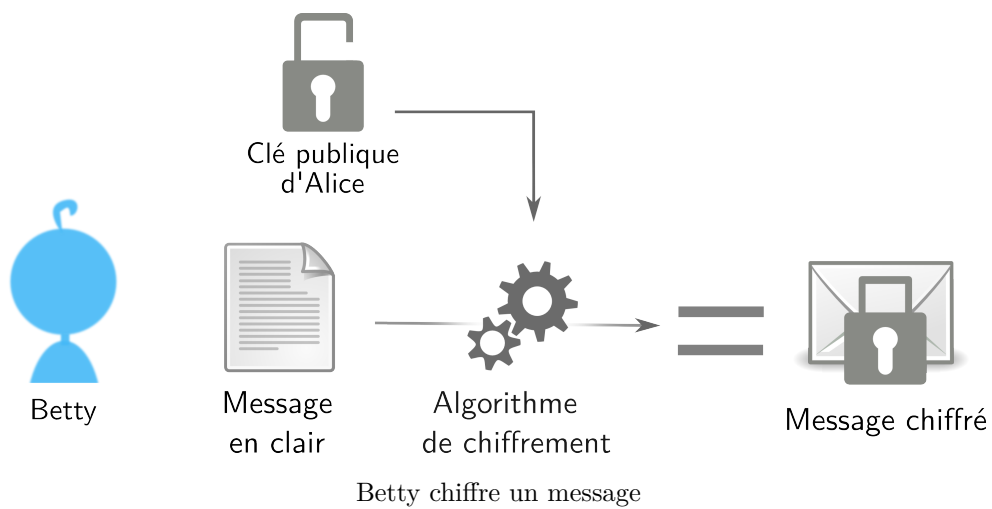 Clé publique
d'Alice
Betty
Message
en clair
Algorithme
de chiffrement
Message chiffré
Betty chiffre un message